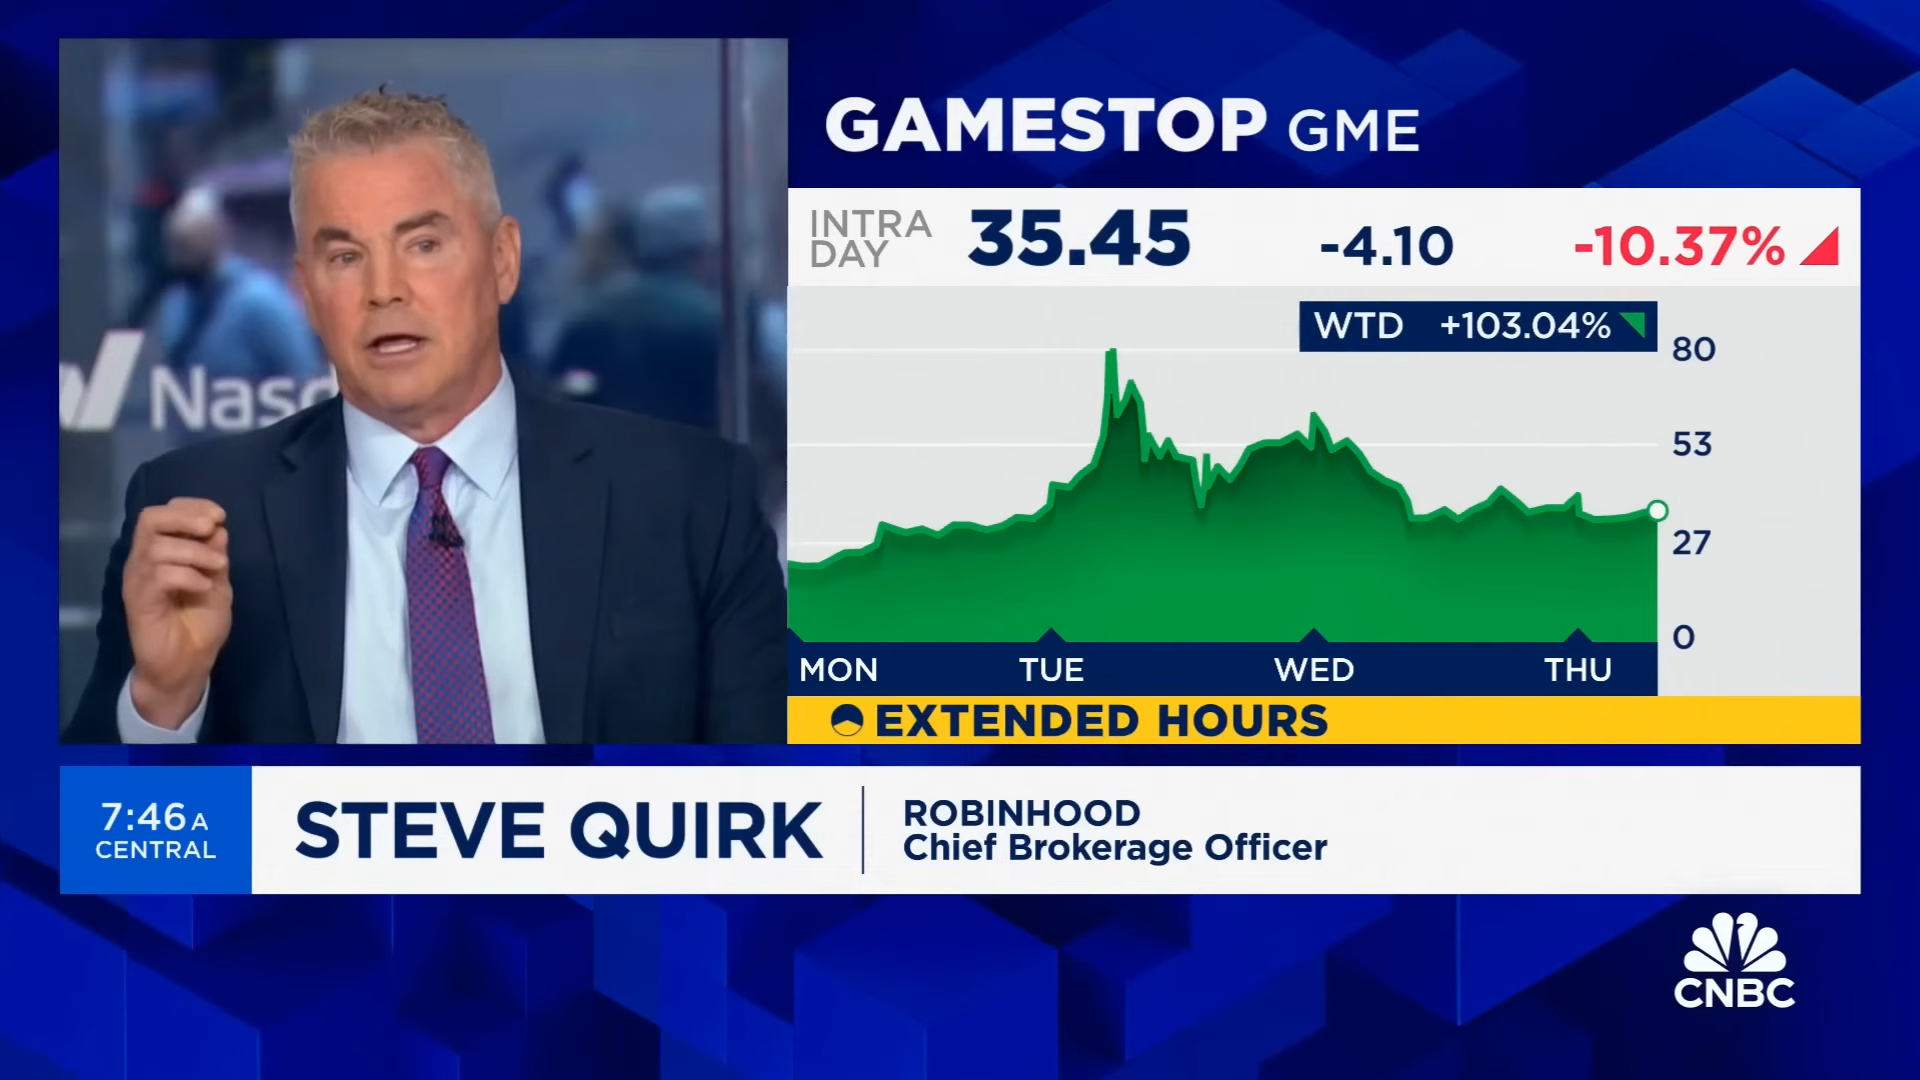 Nasd
GAMESTOP GME
INTRA DAY 35.45 -4.10 -10.37%
WTD +103.04%
80
53
27
0
MON TUE WED THU
EXTENDED HOURS
7:46A
CENTRAL
STEVE QUIRK
ROBINHOOD
Chief Brokerage Officer
CNBC